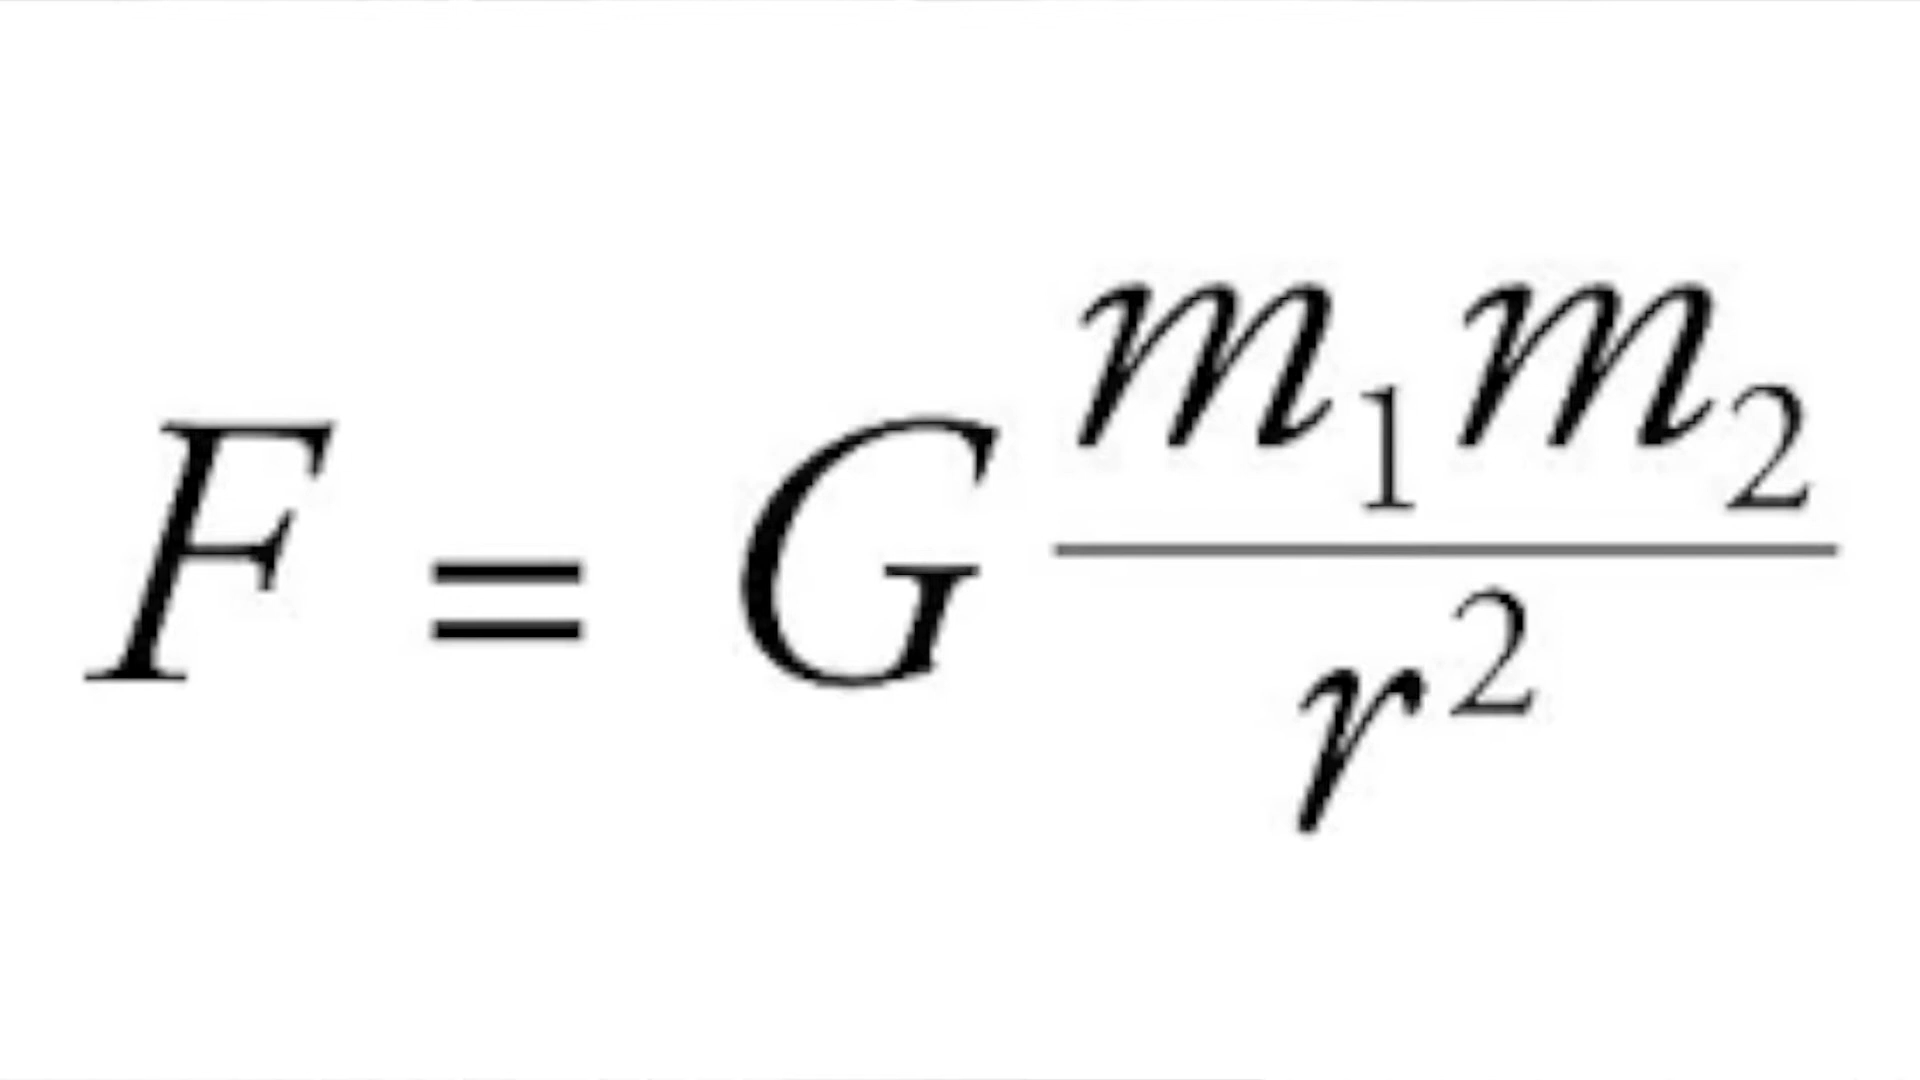 F = G m₁m₂ / r²